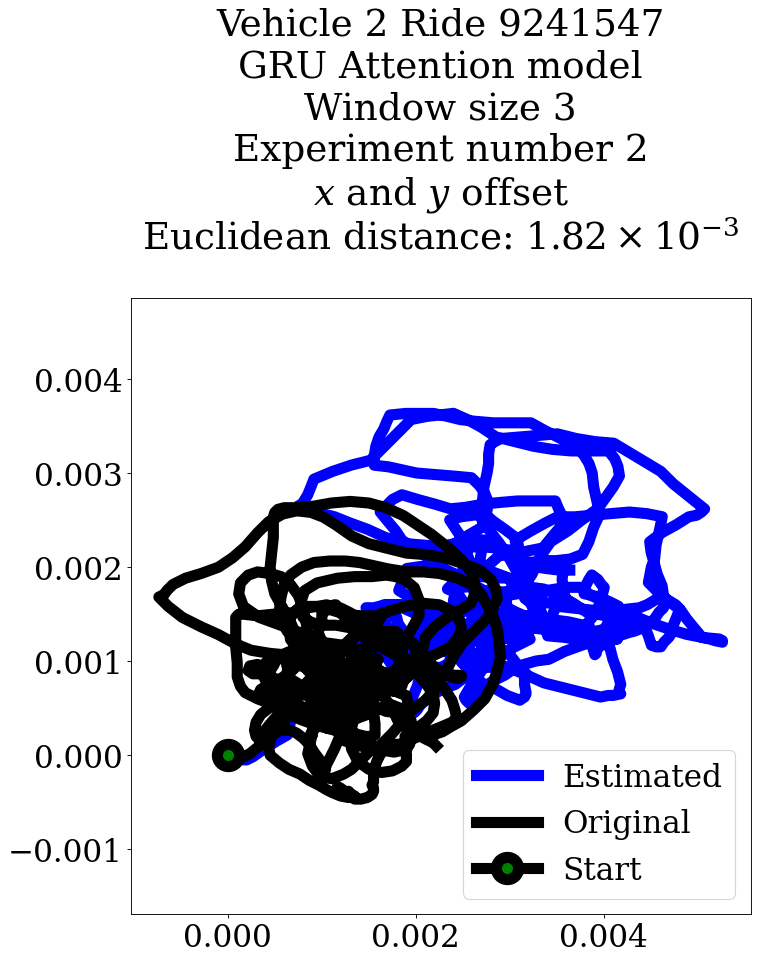 Vehicle 2 Ride 9241547
GRU Attention model
Window size 3
Experiment number 2
x and y offset
Euclidean distance: 1.82 × 10⁻³
0.004
0.003
0.002
0.001
0.000
−0.001
Estimated
Original
Start
0.000 0.002 0.004